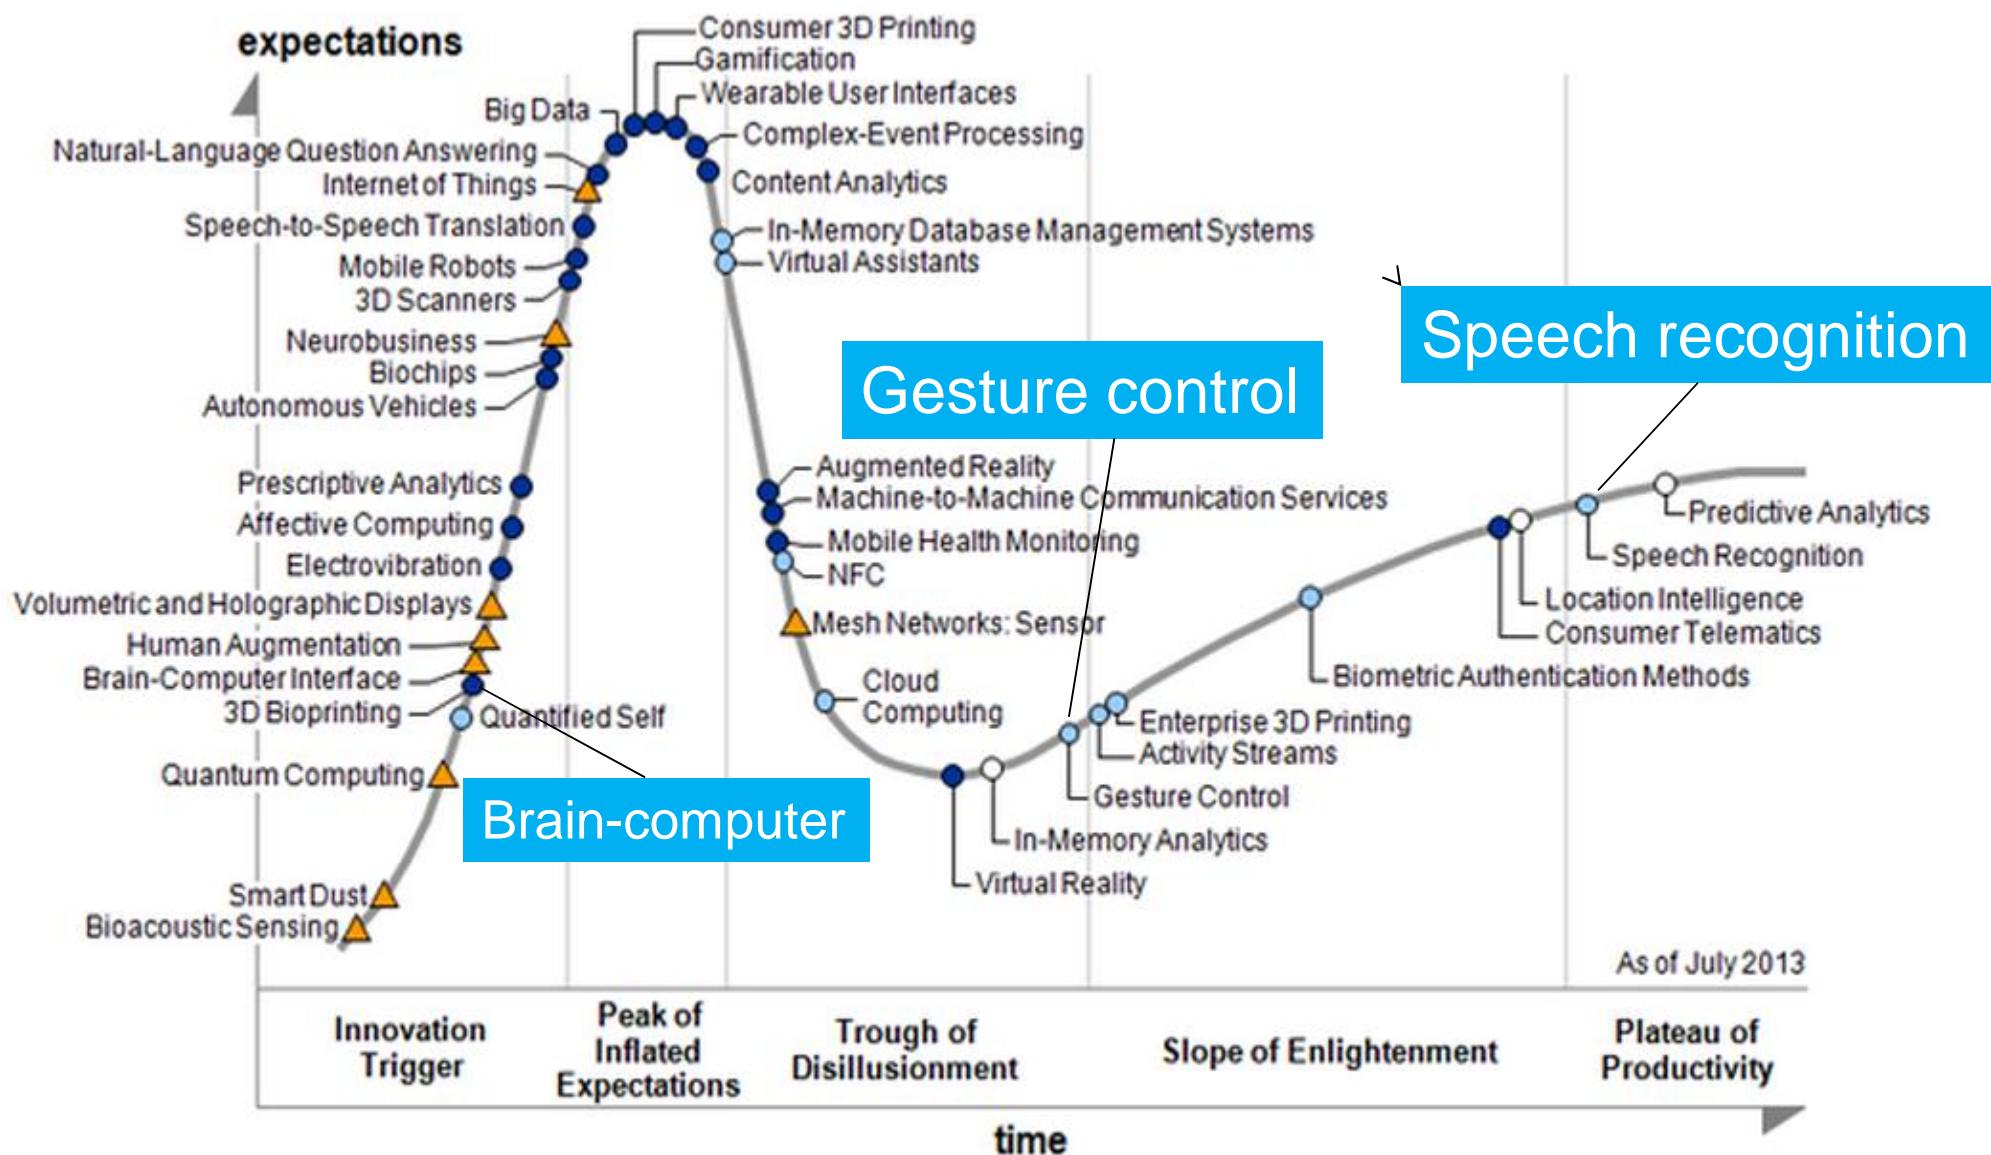 expectations
Consumer 3D Printing
Gamification
Wearable User Interfaces
Big Data
Complex-Event Processing
Natural-Language Question Answering
Internet of Things
Content Analytics
Speech-to-Speech Translation
In-Memory Database Management Systems
Mobile Robots
Virtual Assistants
3D Scanners
Neurobusiness
Speech recognition
Biochips
Gesture control
Autonomous Vehicles
Augmented Reality
Prescriptive Analytics
Machine-to-Machine Communication Services
Predictive Analytics
Affective Computing
Mobile Health Monitoring
Speech Recognition
Electrovibration
NFC
Volumetric and Holographic Displays
Location Intelligence
Mesh Networks: Sensor
Consumer Telematics
Human Augmentation
Brain-Computer Interface
Biometric Authentication Methods
Cloud
Computing
3D Bioprinting
Quantified Self
Enterprise 3D Printing
Activity Streams
Quantum Computing
Gesture Control
Brain-computer
In-Memory Analytics
Virtual Reality
Smart Dust
Bioacoustic Sensing
As of July 2013
Innovation
Trigger
Peak of
Inflated
Expectations
Trough of
Disillusionment
Slope of Enlightenment
Plateau of
Productivity
time